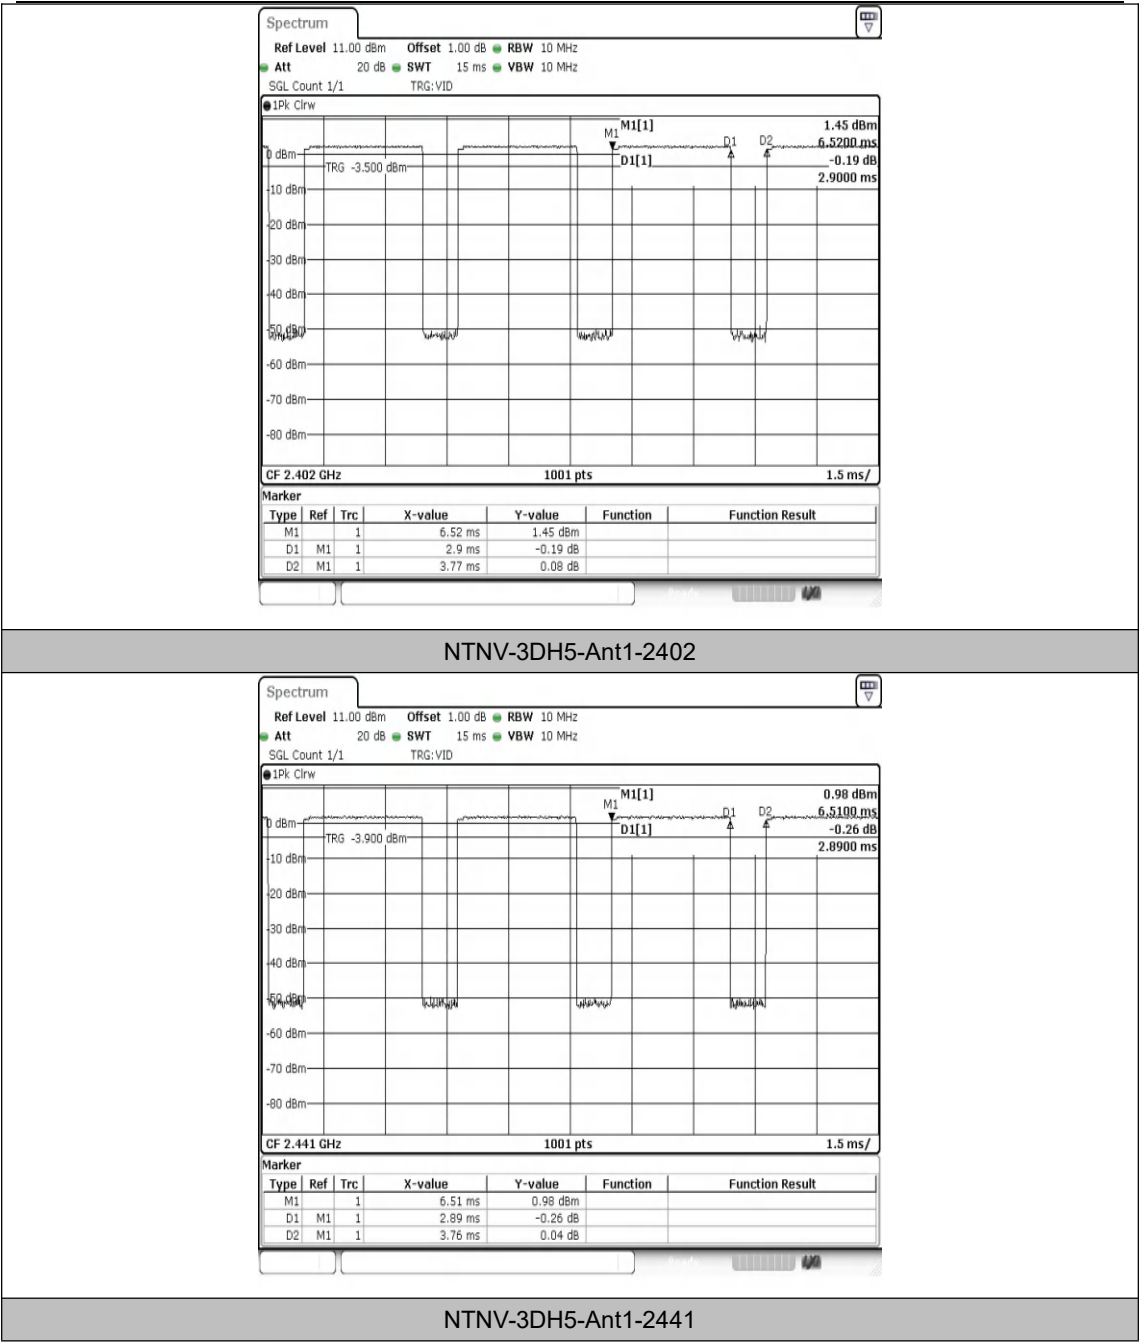 Spectrum
Ref Level 11.00 dBm Offset 1.00 dB RBW 10 MHz
Att 20 dB SWT 15 ms VBW 10 MHz
SGL Count 1/1 TRG:VID
1Pk Clrw
M1[1] 1.45 dBm
M1 D1 D2 6.5200 ms
0 dBm D1[1] -0.19 dB
TRG -3.500 dBm 2.9000 ms
-10 dBm
-20 dBm
-30 dBm
-40 dBm
-50 dBm
-60 dBm
-70 dBm
-80 dBm
CF 2.402 GHz 1001 pts 1.5 ms/
Marker
Type Ref Trc X-value Y-value Function Function Result
M1 1 6.52 ms 1.45 dBm
D1 M1 1 2.9 ms -0.19 dB
D2 M1 1 3.77 ms 0.08 dB
NTNV-3DH5-Ant1-2402
Spectrum
Ref Level 11.00 dBm Offset 1.00 dB RBW 10 MHz
Att 20 dB SWT 15 ms VBW 10 MHz
SGL Count 1/1 TRG:VID
1Pk Clrw
M1[1] 0.98 dBm
M1 D1 D2 6.5100 ms
0 dBm D1[1] -0.26 dB
TRG -3.900 dBm 2.8900 ms
-10 dBm
-20 dBm
-30 dBm
-40 dBm
-50 dBm
-60 dBm
-70 dBm
-80 dBm
CF 2.441 GHz 1001 pts 1.5 ms/
Marker
Type Ref Trc X-value Y-value Function Function Result
M1 1 6.51 ms 0.98 dBm
D1 M1 1 2.89 ms -0.26 dB
D2 M1 1 3.76 ms 0.04 dB
NTNV-3DH5-Ant1-2441